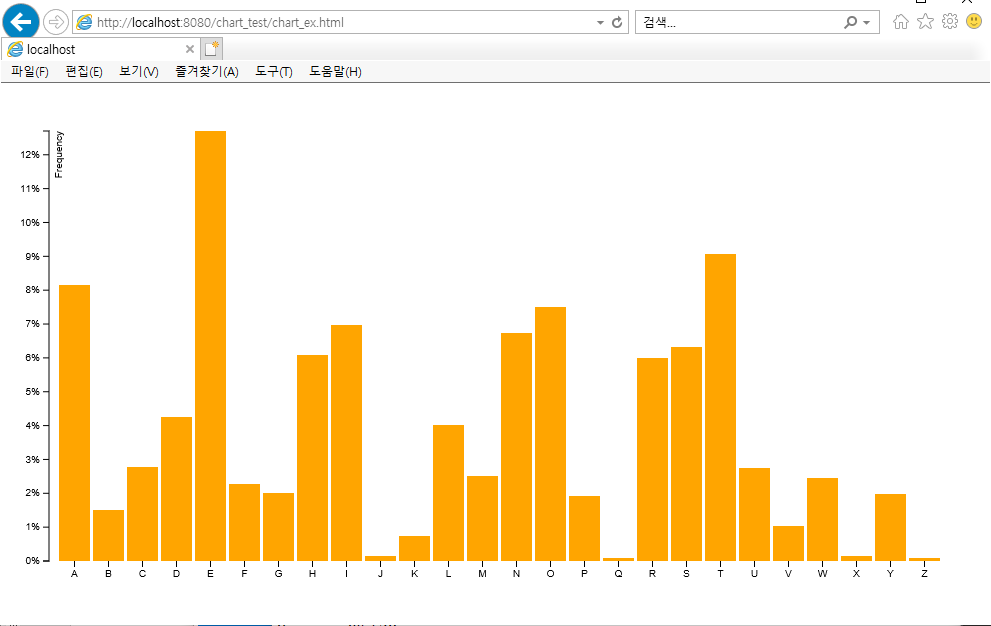 http://localhost:8080/chart_test/chart_ex.html
검색...
localhost
파일(F) 편집(E) 보기(V) 즐겨찾기(A) 도구(T) 도움말(H)
Frequency
12%
11%
10%
9%
8%
7%
6%
5%
4%
3%
2%
1%
0%
A B C D E F G H I J K L M N O P Q R S T U V W X Y Z